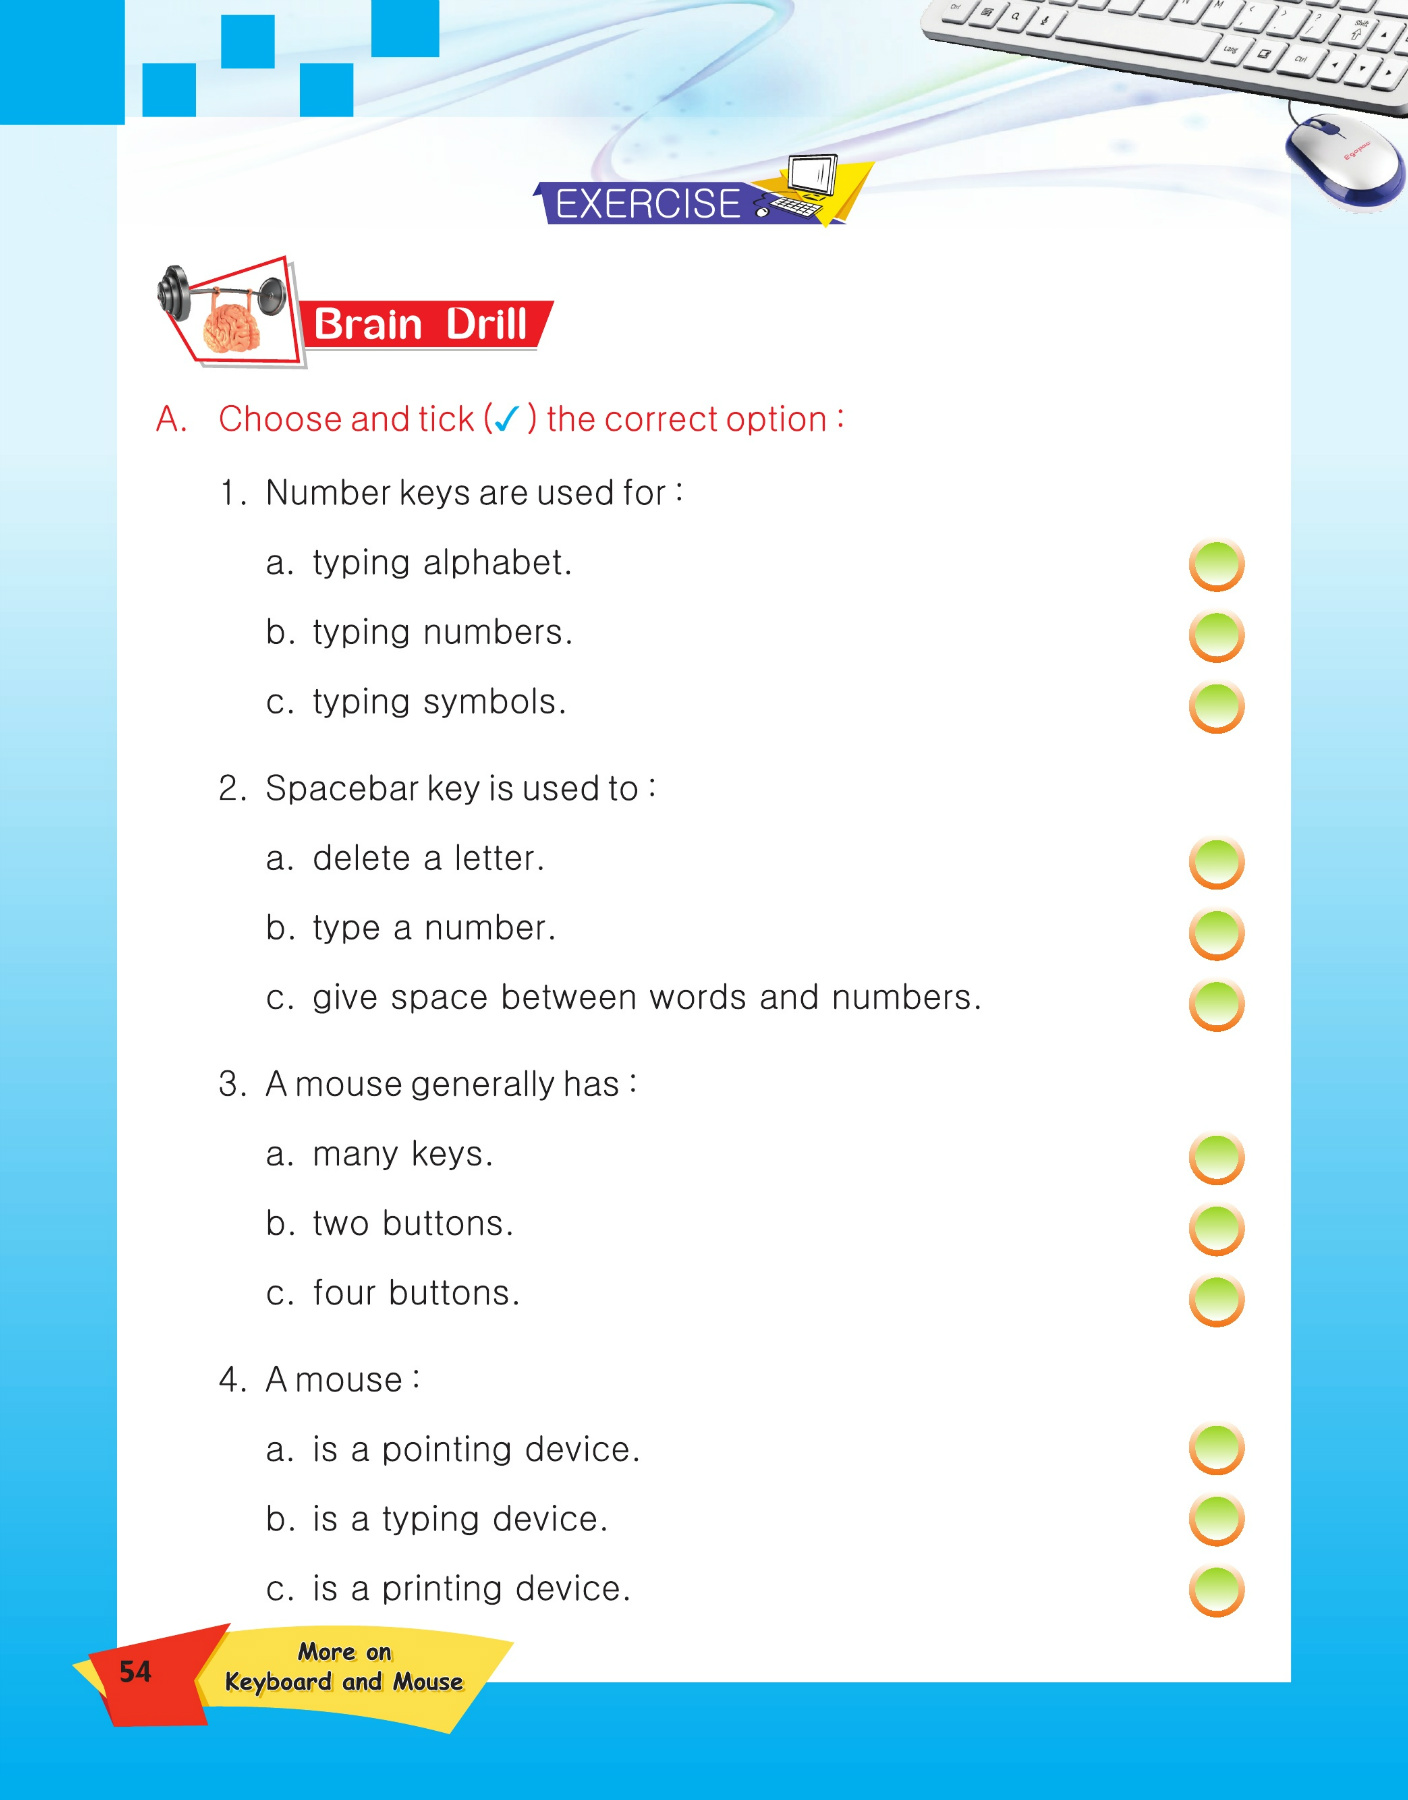 EXERCISE
Brain Drill
A. Choose and tick (✓) the correct option :
1. Number keys are used for :
a. typing alphabet.
b. typing numbers.
c. typing symbols.
2. Spacebar key is used to :
a. delete a letter.
b. type a number.
c. give space between words and numbers.
3. A mouse generally has :
a. many keys.
b. two buttons.
c. four buttons.
4. A mouse :
a. is a pointing device.
b. is a typing device.
c. is a printing device.
54
More on
Keyboard and Mouse